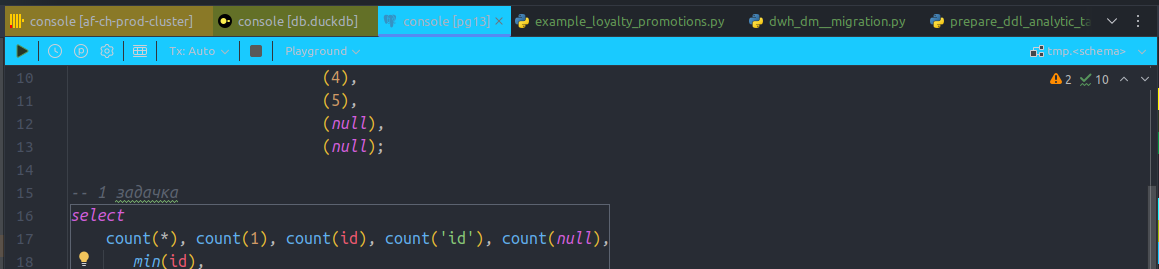 console [af-ch-prod-cluster] console [db.duckdb] console [pg13] example_loyalty_promotions.py dwh_dm__migration.py prepare_ddl_analytic_ta
Tx: Auto Playground tmp.<schema>
10 (4), 2 10
11 (5),
12 (null),
13 (null);
14
15 -- 1 задачка
16 select
17 count(*), count(1), count(id), count('id'), count(null),
18 min(id),